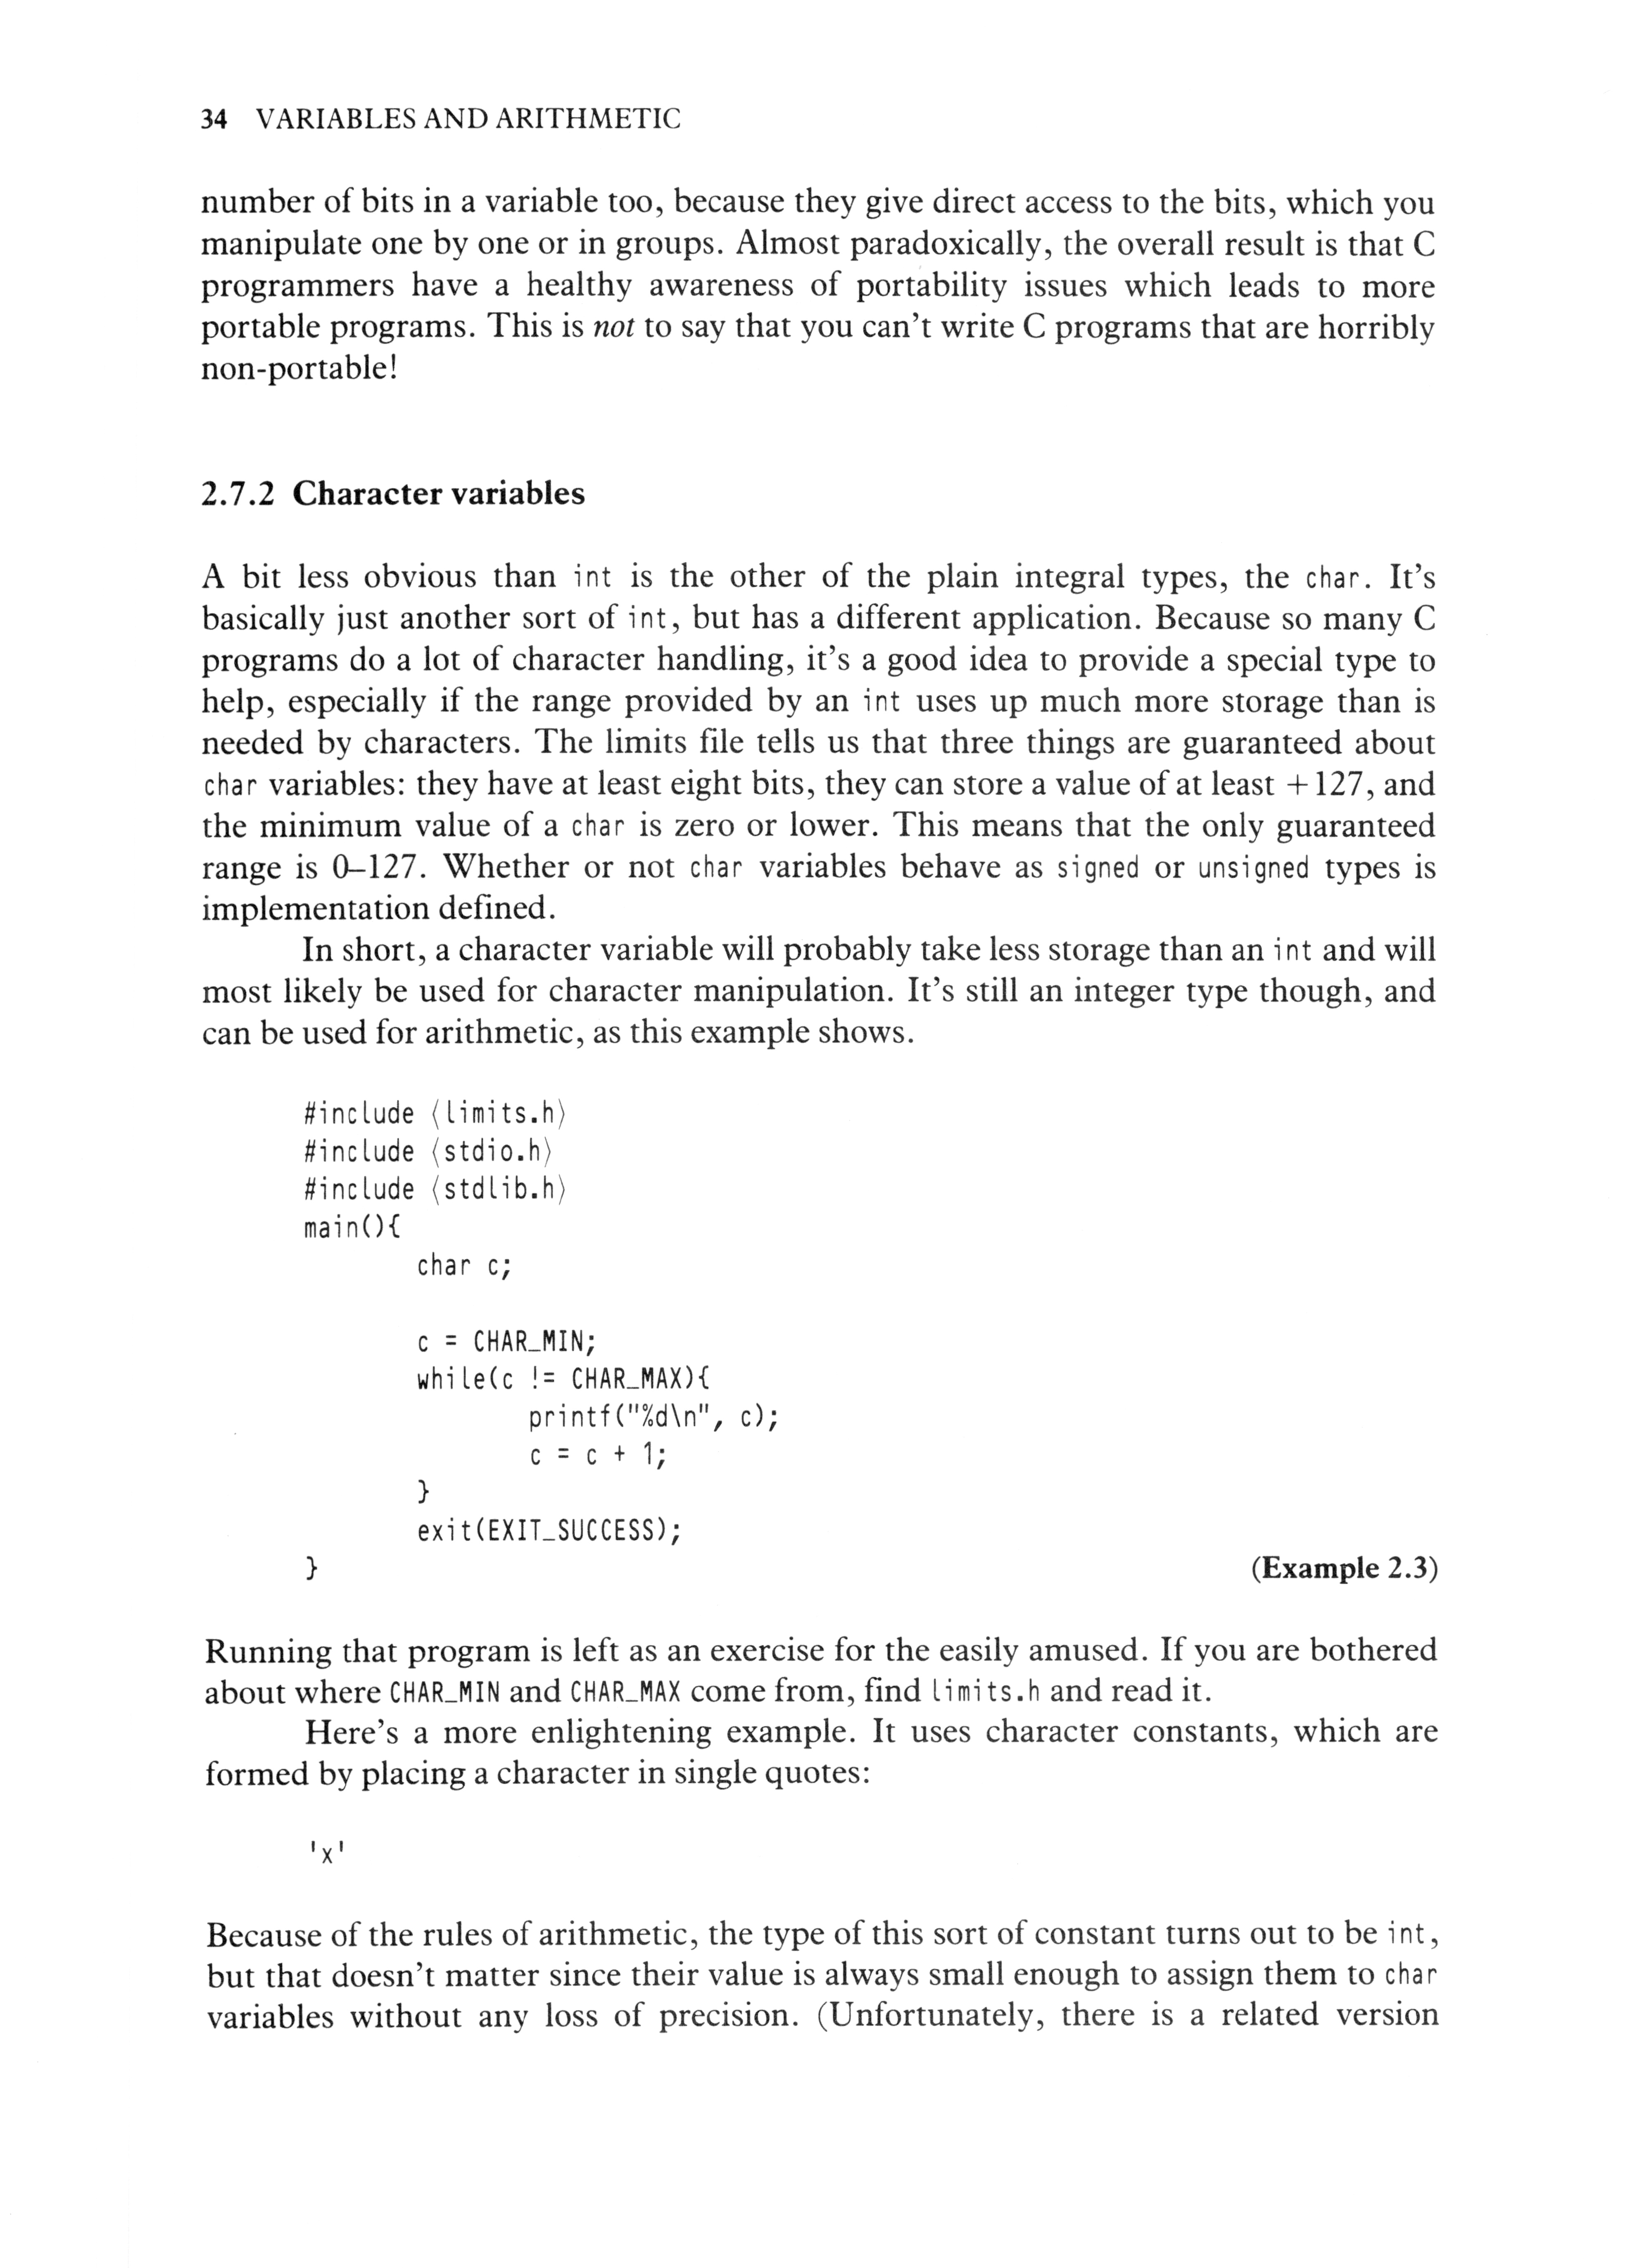 34 VARIABLES AND ARITHMETIC
number of bits in a variable too, because they give direct access to the bits, which you
manipulate one by one or in groups. Almost paradoxically, the overall result is that C
programmers have a healthy awareness of portability issues which leads to more
portable programs. This is not to say that you can't write C programs that are horribly
non-portable!
2.7.2 Character variables
A bit less obvious than int is the other of the plain integral types, the char. It's
basically just another sort of int, but has a different application. Because so many C
programs do a lot of character handling, it's a good idea to provide a special type to
help, especially if the range provided by an int uses up much more storage than is
needed by characters. The limits file tells us that three things are guaranteed about
char variables: they have at least eight bits, they can store a value of at least +127, and
the minimum value of a char is zero or lower. This means that the only guaranteed
range is 0–127. Whether or not char variables behave as signed or unsigned types is
implementation defined.
In short, a character variable will probably take less storage than an int and will
most likely be used for character manipulation. It's still an integer type though, and
can be used for arithmetic, as this example shows.
#include ⟨limits.h⟩
#include ⟨stdio.h⟩
#include ⟨stdlib.h⟩
main(){
char c;
c = CHAR_MIN;
while(c != CHAR_MAX){
printf("%d\n", c);
c = c + 1;
}
exit(EXIT_SUCCESS);
} (Example 2.3)
Running that program is left as an exercise for the easily amused. If you are bothered
about where CHAR_MIN and CHAR_MAX come from, find limits.h and read it.
Here's a more enlightening example. It uses character constants, which are
formed by placing a character in single quotes:
'x'
Because of the rules of arithmetic, the type of this sort of constant turns out to be int,
but that doesn't matter since their value is always small enough to assign them to char
variables without any loss of precision. (Unfortunately, there is a related version